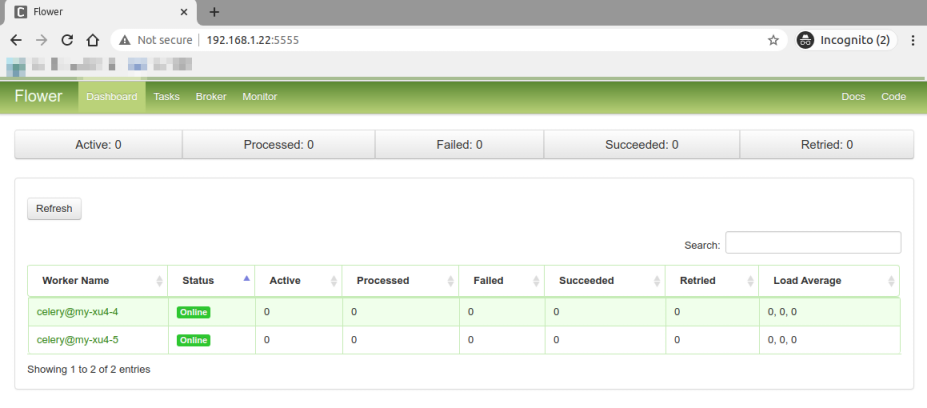 Flower
Not secure 192.168.1.22:5555 Incognito (2)
Flower Dashboard Tasks Broker Monitor Docs Code
Active: 0 Processed: 0 Failed: 0 Succeeded: 0 Retried: 0
Refresh
Search:
Worker Name Status Active Processed Failed Succeeded Retried Load Average
celery@my-xu4-4 Online 0 0 0 0 0 0, 0, 0
celery@my-xu4-5 Online 0 0 0 0 0 0, 0, 0
Showing 1 to 2 of 2 entries